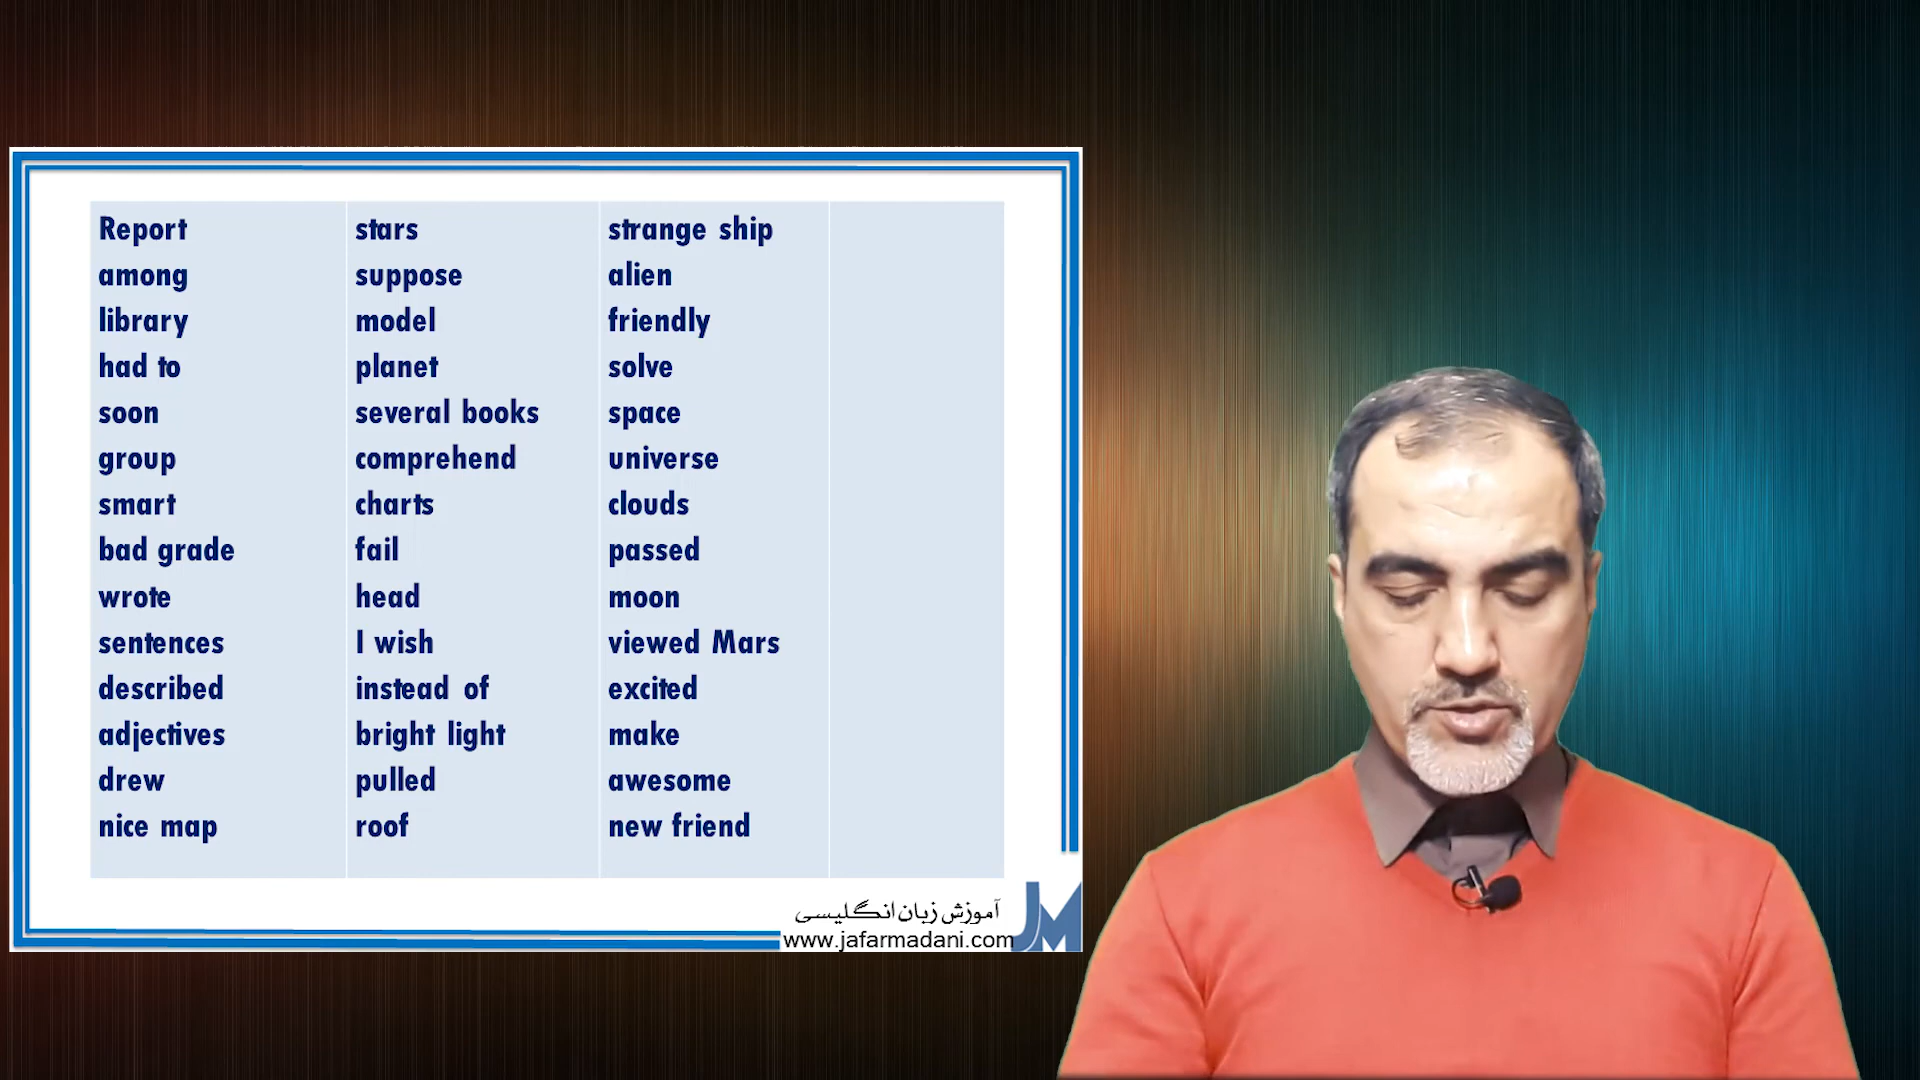 Report
among
library
had to
soon
group
smart
bad grade
wrote
sentences
described
adjectives
drew
nice map
stars
suppose
model
planet
several books
comprehend
charts
fail
head
I wish
instead of
bright light
pulled
roof
strange ship
alien
friendly
solve
space
universe
clouds
passed
moon
viewed Mars
excited
make
awesome
new friend
آموزش زبان انگلیسی
www.jafarmadani.com
JM